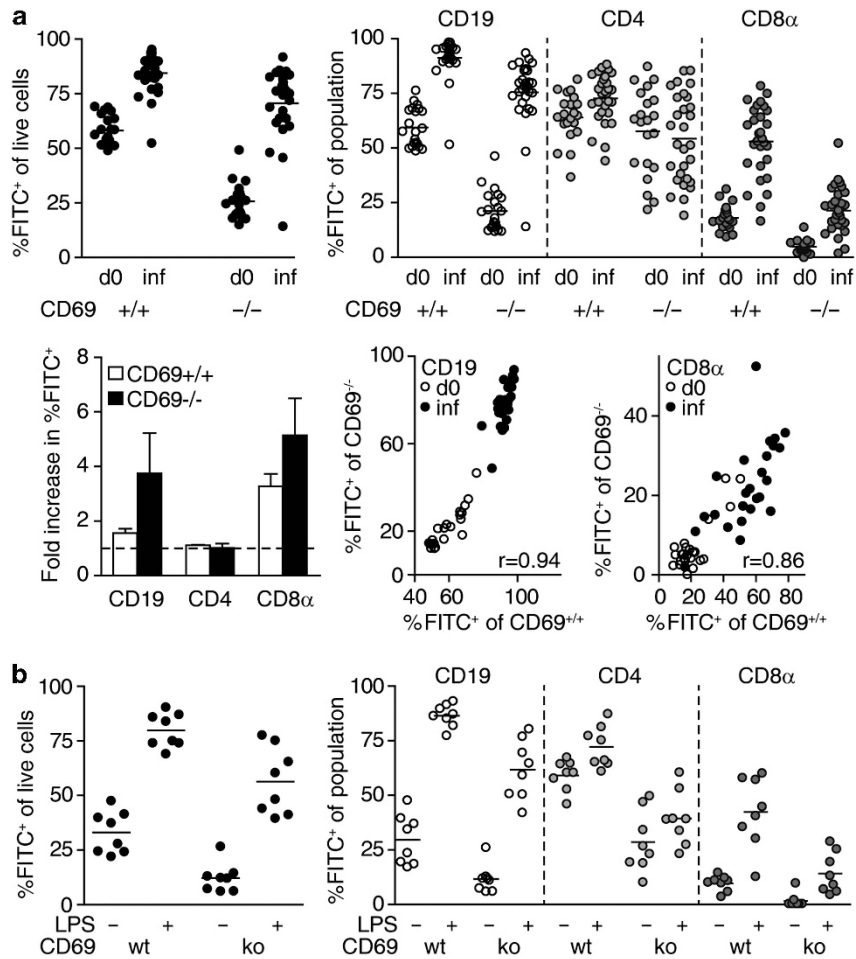 a
CD19 CD4 CD8α
100 75 50 25 0
%FITC⁺ of live cells
100 75 50 25 0
%FITC⁺ of population
d0 inf d0 inf d0 inf d0 inf d0 inf d0 inf d0 inf d0 inf
CD69 +/+ −/− +/+ −/− +/+ −/− +/+ −/−
8 6 4 2 0
Fold increase in %FITC⁺
CD69+/+
CD69-/-
CD19 CD4 CD8α
100 60 20 0
%FITC⁺ of CD69⁻/⁻
CD19
d0
inf
r=0.94
40 60 80 100
%FITC⁺ of CD69⁺/⁺
40 20 0
%FITC⁺ of CD69⁻/⁻
CD8α
d0
inf
r=0.86
0 20 40 60 80
%FITC⁺ of CD69⁺/⁺
b
CD19 CD4 CD8α
100 75 50 25 0
%FITC⁺ of live cells
100 75 50 25 0
%FITC⁺ of population
LPS − + − + − + − + − + − + − + − +
CD69 wt ko wt ko wt ko wt ko